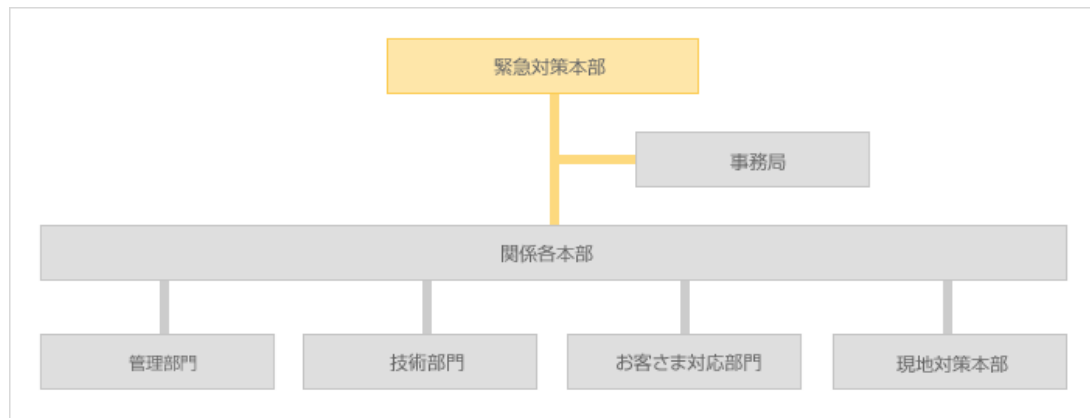 緊急対策本部
事務局
関係各本部
管理部門
技術部門
お客さま対応部門
現地対策本部